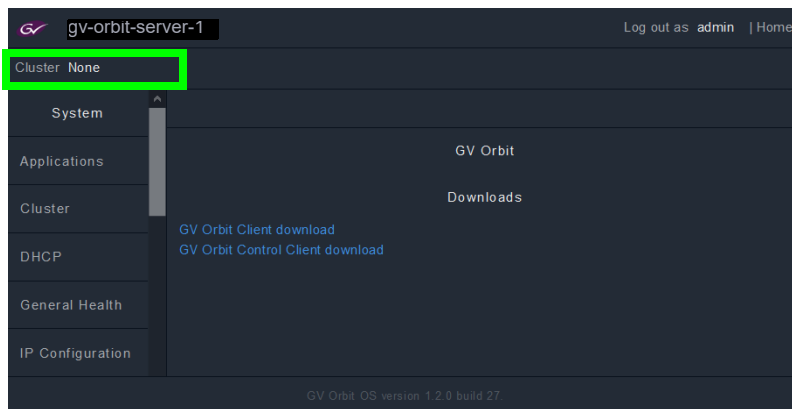 GV gv-orbit-server-1 Log out as admin | Home
Cluster None
System
Applications
Cluster
DHCP
General Health
IP Configuration
GV Orbit
Downloads
GV Orbit Client download
GV Orbit Control Client download
GV Orbit OS version 1.2.0 build 27.